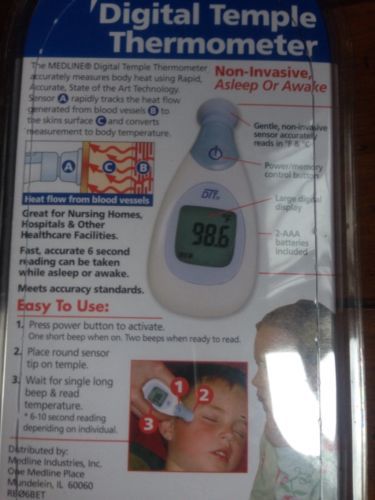 Digital Temple
Thermometer
The MEDLINE® Digital Temple Thermometer
accurately measures body heat using Rapid,
Accurate, State of the Art Technology.
Sensor A rapidly tracks the heat flow
generated from blood vessels B to
the skins surface C and converts
measurement to body temperature.
Non-Invasive,
Asleep Or Awake
Gentle, non-invasive
sensor accurately
reads in °F & °C
Power/memory
control button
Large digital
display
2-AAA
batteries
included
A
C
B
DTT
°F
98.6
Heat flow from blood vessels
Great for Nursing Homes,
Hospitals & Other
Healthcare Facilities.
Fast, accurate 6 second
reading can be taken
while asleep or awake.
Meets accuracy standards.
Easy To Use:
1. Press power button to activate.
One short beep when on. Two beeps when ready to read.
2. Place round sensor
tip on temple.
3. Wait for single long
beep & read
temperature.
* 6-10 second reading
depending on individual.
1
2
3
Distributed by:
Medline Industries, Inc.
One Medline Place
Mundelein, IL 60060
RE06BET